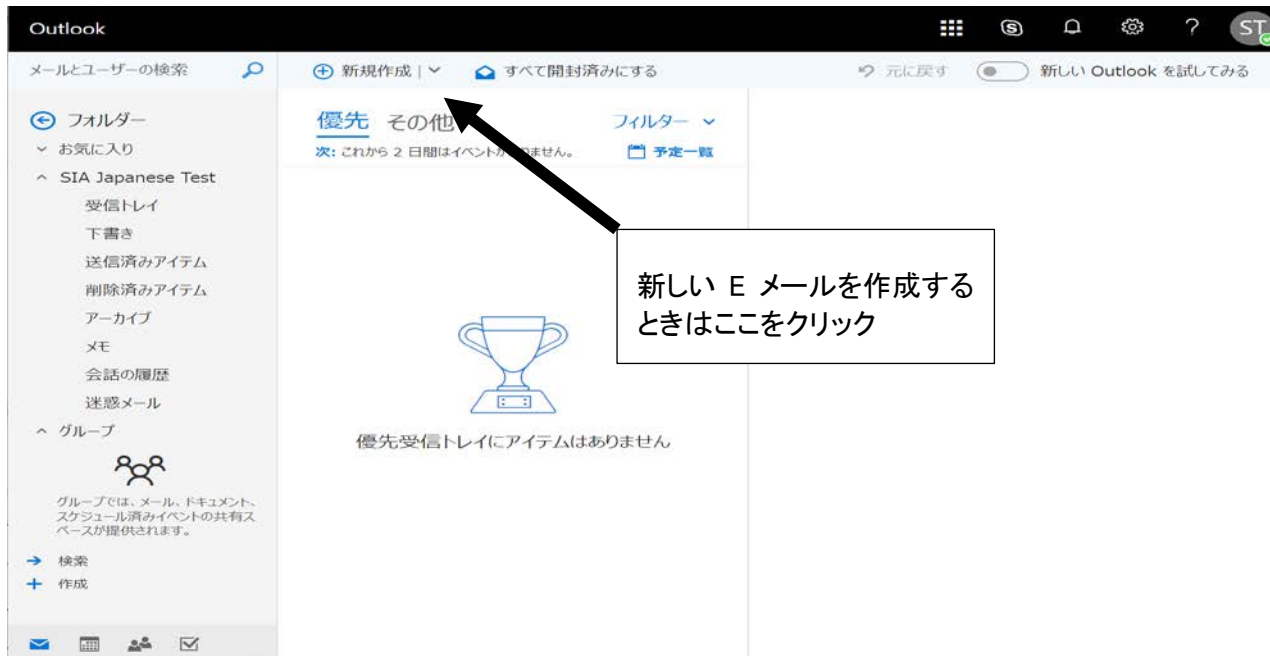 Outlook
ST
メールとユーザーの検索
新規作成 |
すべて開封済みにする
元に戻す
新しい Outlook を試してみる
フォルダー
お気に入り
SIA Japanese Test
受信トレイ
下書き
送信済みアイテム
削除済みアイテム
アーカイブ
メモ
会話の履歴
迷惑メール
グループ
グループでは、メール、ドキュメント、
スケジュール済みイベントの共有ス
ペースが提供されます。
検索
作成
優先 その他
フィルター
次: これから 2 日間はイベントがありません。
予定一覧
優先受信トレイにアイテムはありません
新しい E メールを作成する
ときはここをクリック